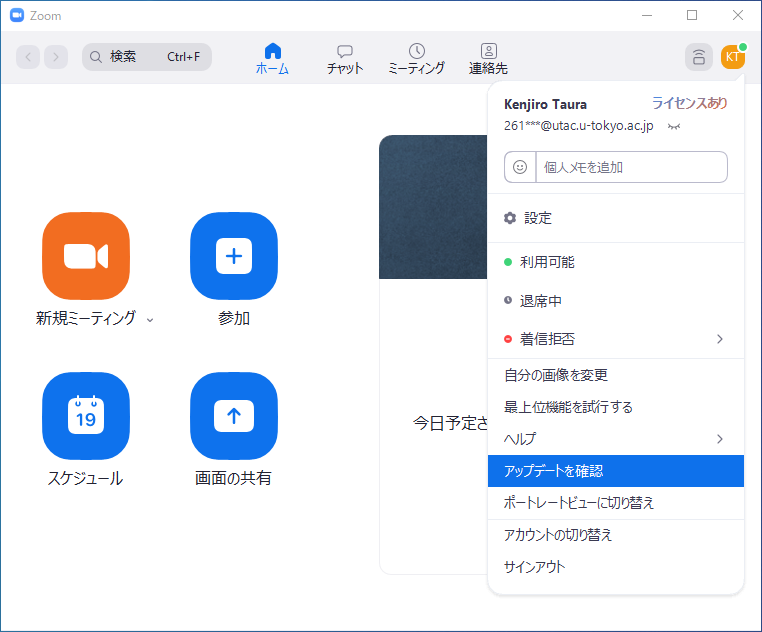 Zoom
検索 Ctrl+F
ホーム
チャット
ミーティング
連絡先
KT
Kenjiro Taura ライセンスあり
261***@utac.u-tokyo.ac.jp
個人メモを追加
設定
利用可能
退席中
着信拒否
自分の画像を変更
最上位機能を試行する
ヘルプ
アップデートを確認
ポートレートビューに切り替え
アカウントの切り替え
サインアウト
新規ミーティング
参加
19
スケジュール
画面の共有
今日予定さ